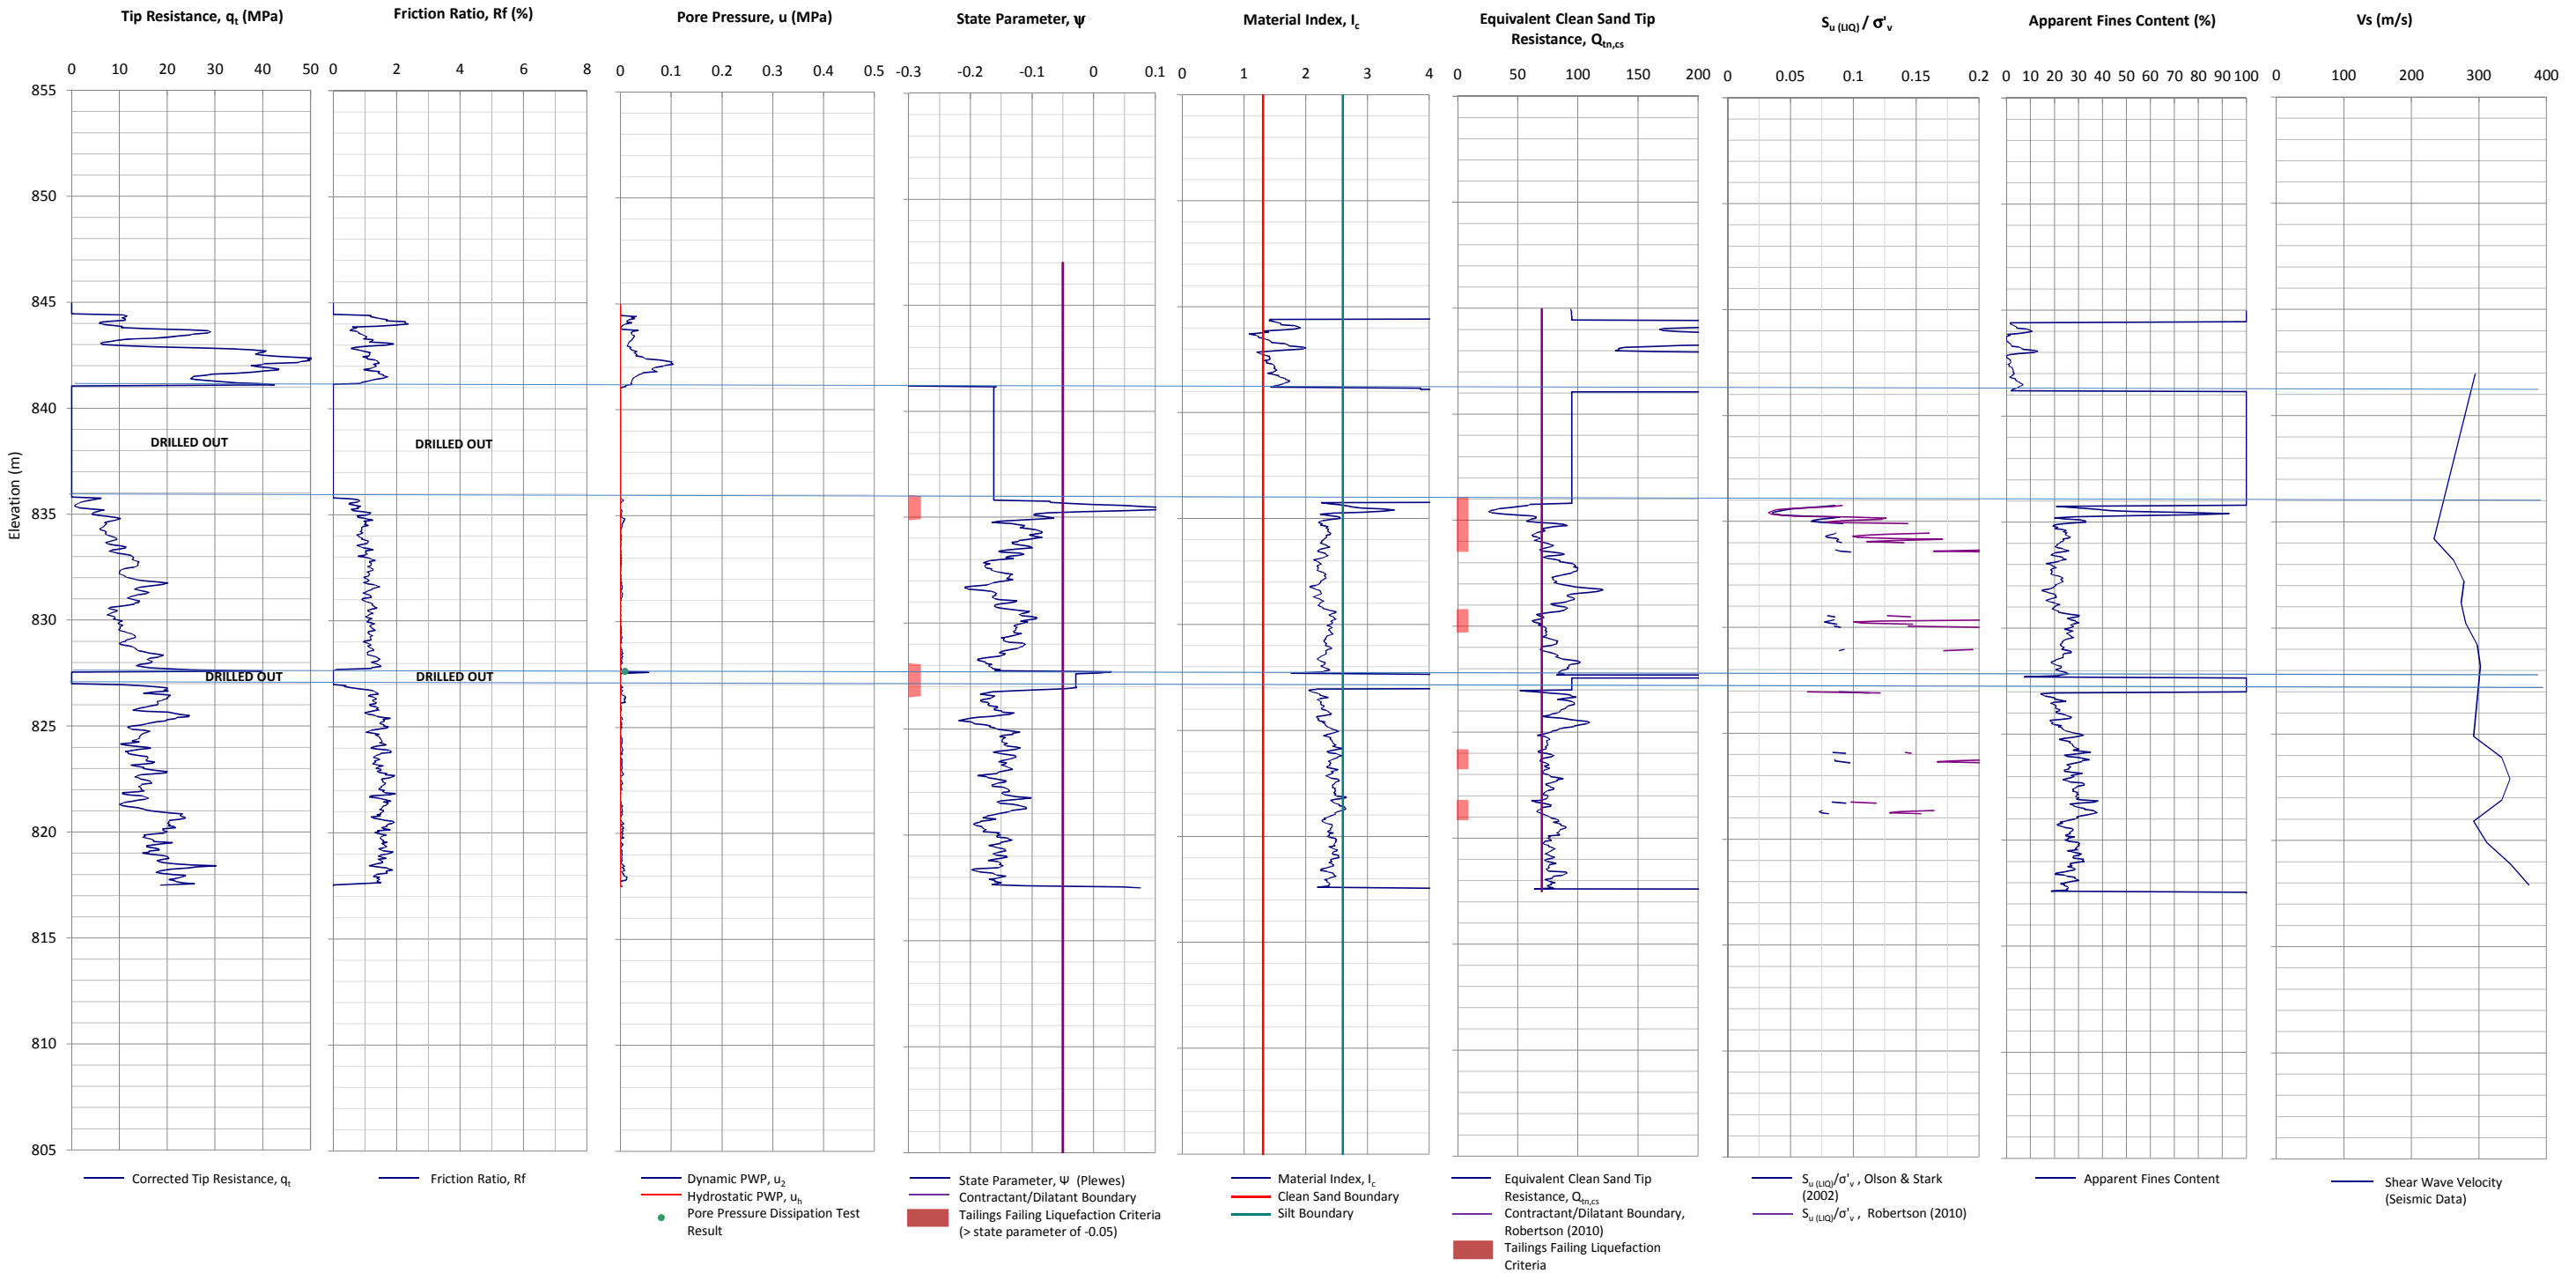 Tip Resistance, qt (MPa)
Friction Ratio, Rf (%)
Pore Pressure, u (MPa)
State Parameter, Ψ
Material Index, Ic
Equivalent Clean Sand Tip
Resistance, Qtn,cs
Su (LIQ) / σ'v
Apparent Fines Content (%)
Vs (m/s)
0 10 20 30 40 50
0 2 4 6 8
0 0.1 0.2 0.3 0.4 0.5
-0.3 -0.2 -0.1 0 0.1
0 1 2 3 4
0 50 100 150 200
0 0.05 0.1 0.15 0.2
0 10 20 30 40 50 60 70 80 90 100
0 100 200 300 400
Elevation (m)
855
850
845
840
835
830
825
820
815
810
805
DRILLED OUT
DRILLED OUT
DRILLED OUT
DRILLED OUT
Corrected Tip Resistance, qt
Friction Ratio, Rf
Dynamic PWP, u2
Hydrostatic PWP, uh
Pore Pressure Dissipation Test
Result
State Parameter, Ψ (Plewes)
Contractant/Dilatant Boundary
Tailings Failing Liquefaction Criteria
(> state parameter of -0.05)
Material Index, Ic
Clean Sand Boundary
Silt Boundary
Equivalent Clean Sand Tip
Resistance, Qtn,cs
Contractant/Dilatant Boundary,
Robertson (2010)
Tailings Failing Liquefaction
Criteria
Su (LIQ)/σ'v , Olson & Stark
(2002)
Su (LIQ)/σ'v , Robertson (2010)
Apparent Fines Content
Shear Wave Velocity
(Seismic Data)